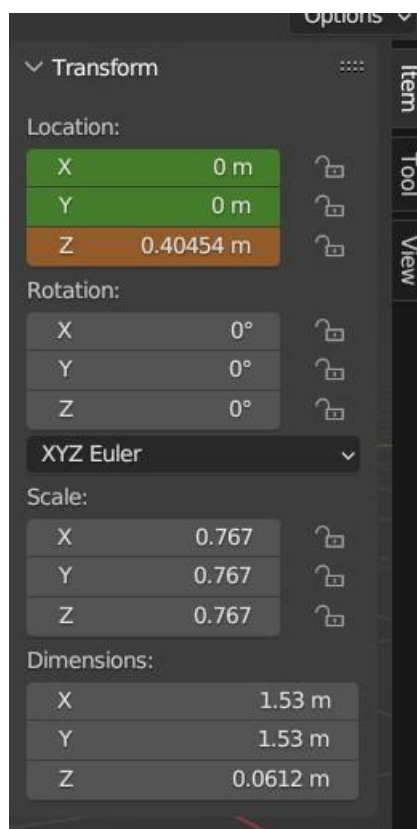 Options
Transform
Item
Tool
View
Location:
X 0 m
Y 0 m
Z 0.40454 m
Rotation:
X 0°
Y 0°
Z 0°
XYZ Euler
Scale:
X 0.767
Y 0.767
Z 0.767
Dimensions:
X 1.53 m
Y 1.53 m
Z 0.0612 m